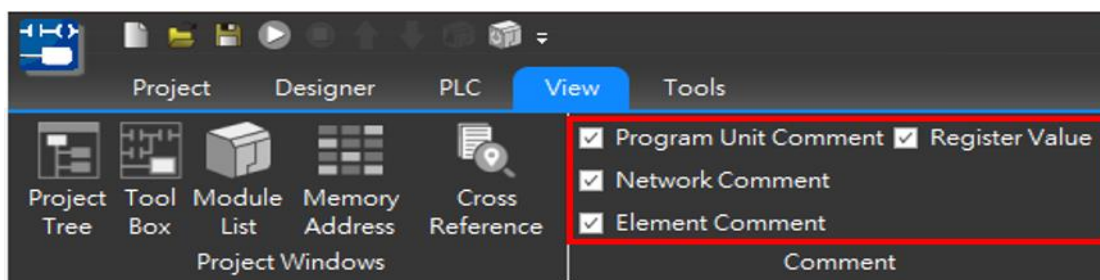 Project Designer PLC View Tools
Project Tree
Tool Box
Module List
Memory Address
Cross Reference
Project Windows
Program Unit Comment Register Value
Network Comment
Element Comment
Comment